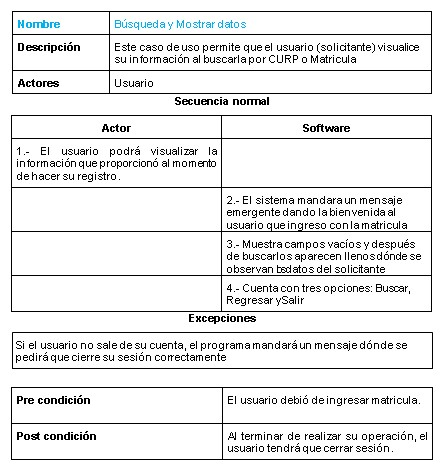 Nombre Búsqueda y Mostrar datos
Descripción Este caso de uso permite que el usuario (solicitante) visualice
su información al buscarla por CURP o Matricula
Actores Usuario
Secuencia normal
Actor Software
1.- El usuario podrá visualizar la
información que proporcionó al momento
de hacer su registro.
2.- El sistema mandara un mensaje
emergente dando la bienvenida al
usuario que ingreso con la matricula
3.- Muestra campos vacíos y después
de buscarlos aparecen llenos dónde se
observan bsdatos del solicitante
4.- Cuenta con tres opciones: Buscar,
Regresar ySalir
Excepciones
Si el usuario no sale de su cuenta, el programa mandará un mensaje dónde se
pedirá que cierre su sesión correctamente
Pre condición El usuario debió de ingresar matricula.
Post condición Al terminar de realizar su operación, el
usuario tendrá que cerrar sesión.